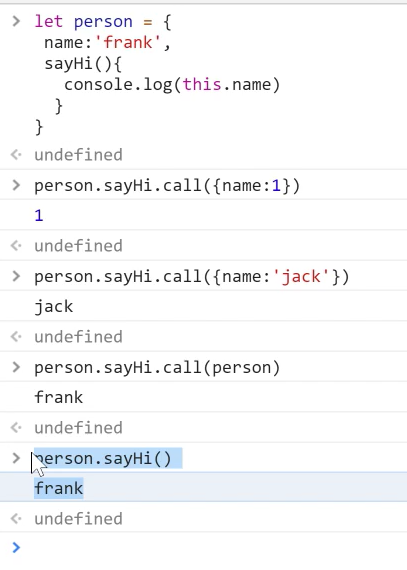 let person = {
name:'frank',
sayHi(){
console.log(this.name)
}
}
undefined
person.sayHi.call({name:1})
1
undefined
person.sayHi.call({name:'jack'})
jack
undefined
person.sayHi.call(person)
frank
undefined
person.sayHi()
frank
undefined